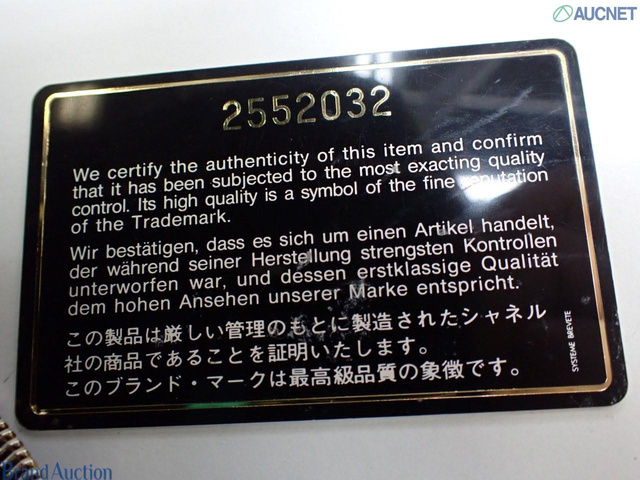 AUCNET
2552032
We certify the authenticity of this item and confirm
that it has been subjected to the most exacting quality
control. Its high quality is a symbol of the fine reputation
of the Trademark.
Wir bestätigen, dass es sich um einen Artikel handelt,
der während seiner Herstellung strengsten Kontrollen
unterworfen war, und dessen erstklassige Qualität
dem hohen Ansehen unserer Marke entspricht.
この製品は厳しい管理のもとに製造されたシャネル
社の商品であることを証明いたします。
このブランド・マークは最高級品質の象徴です。
SYSTEME BREVETE
Brand Auction